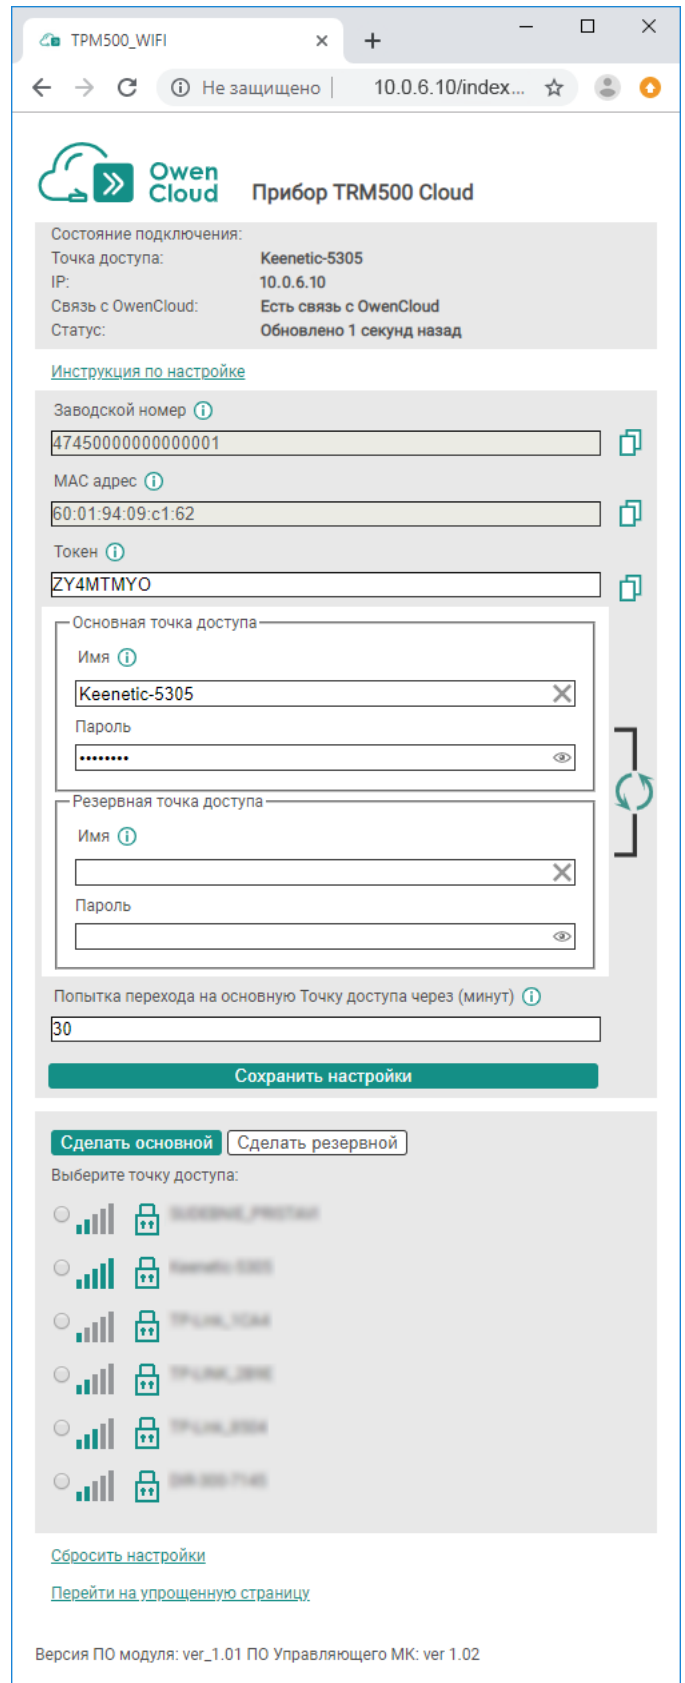 TPM500_WIFI
Не защищено 10.0.6.10/index...
Owen
Cloud
Прибор TRM500 Cloud
Состояние подключения:
Точка доступа: Keenetic-5305
IP: 10.0.6.10
Связь с OwenCloud: Есть связь с OwenCloud
Статус: Обновлено 1 секунд назад
Инструкция по настройке
Заводской номер
47450000000000001
MAC адрес
60:01:94:09:c1:62
Токен
ZY4MTMYO
Основная точка доступа
Имя
Keenetic-5305
Пароль
••••••••
Резервная точка доступа
Имя
Пароль
Попытка перехода на основную Точку доступа через (минут)
30
Сохранить настройки
Сделать основной Сделать резервной
Выберите точку доступа:
Сбросить настройки
Перейти на упрощенную страницу
Версия ПО модуля: ver_1.01 ПО Управляющего МК: ver 1.02